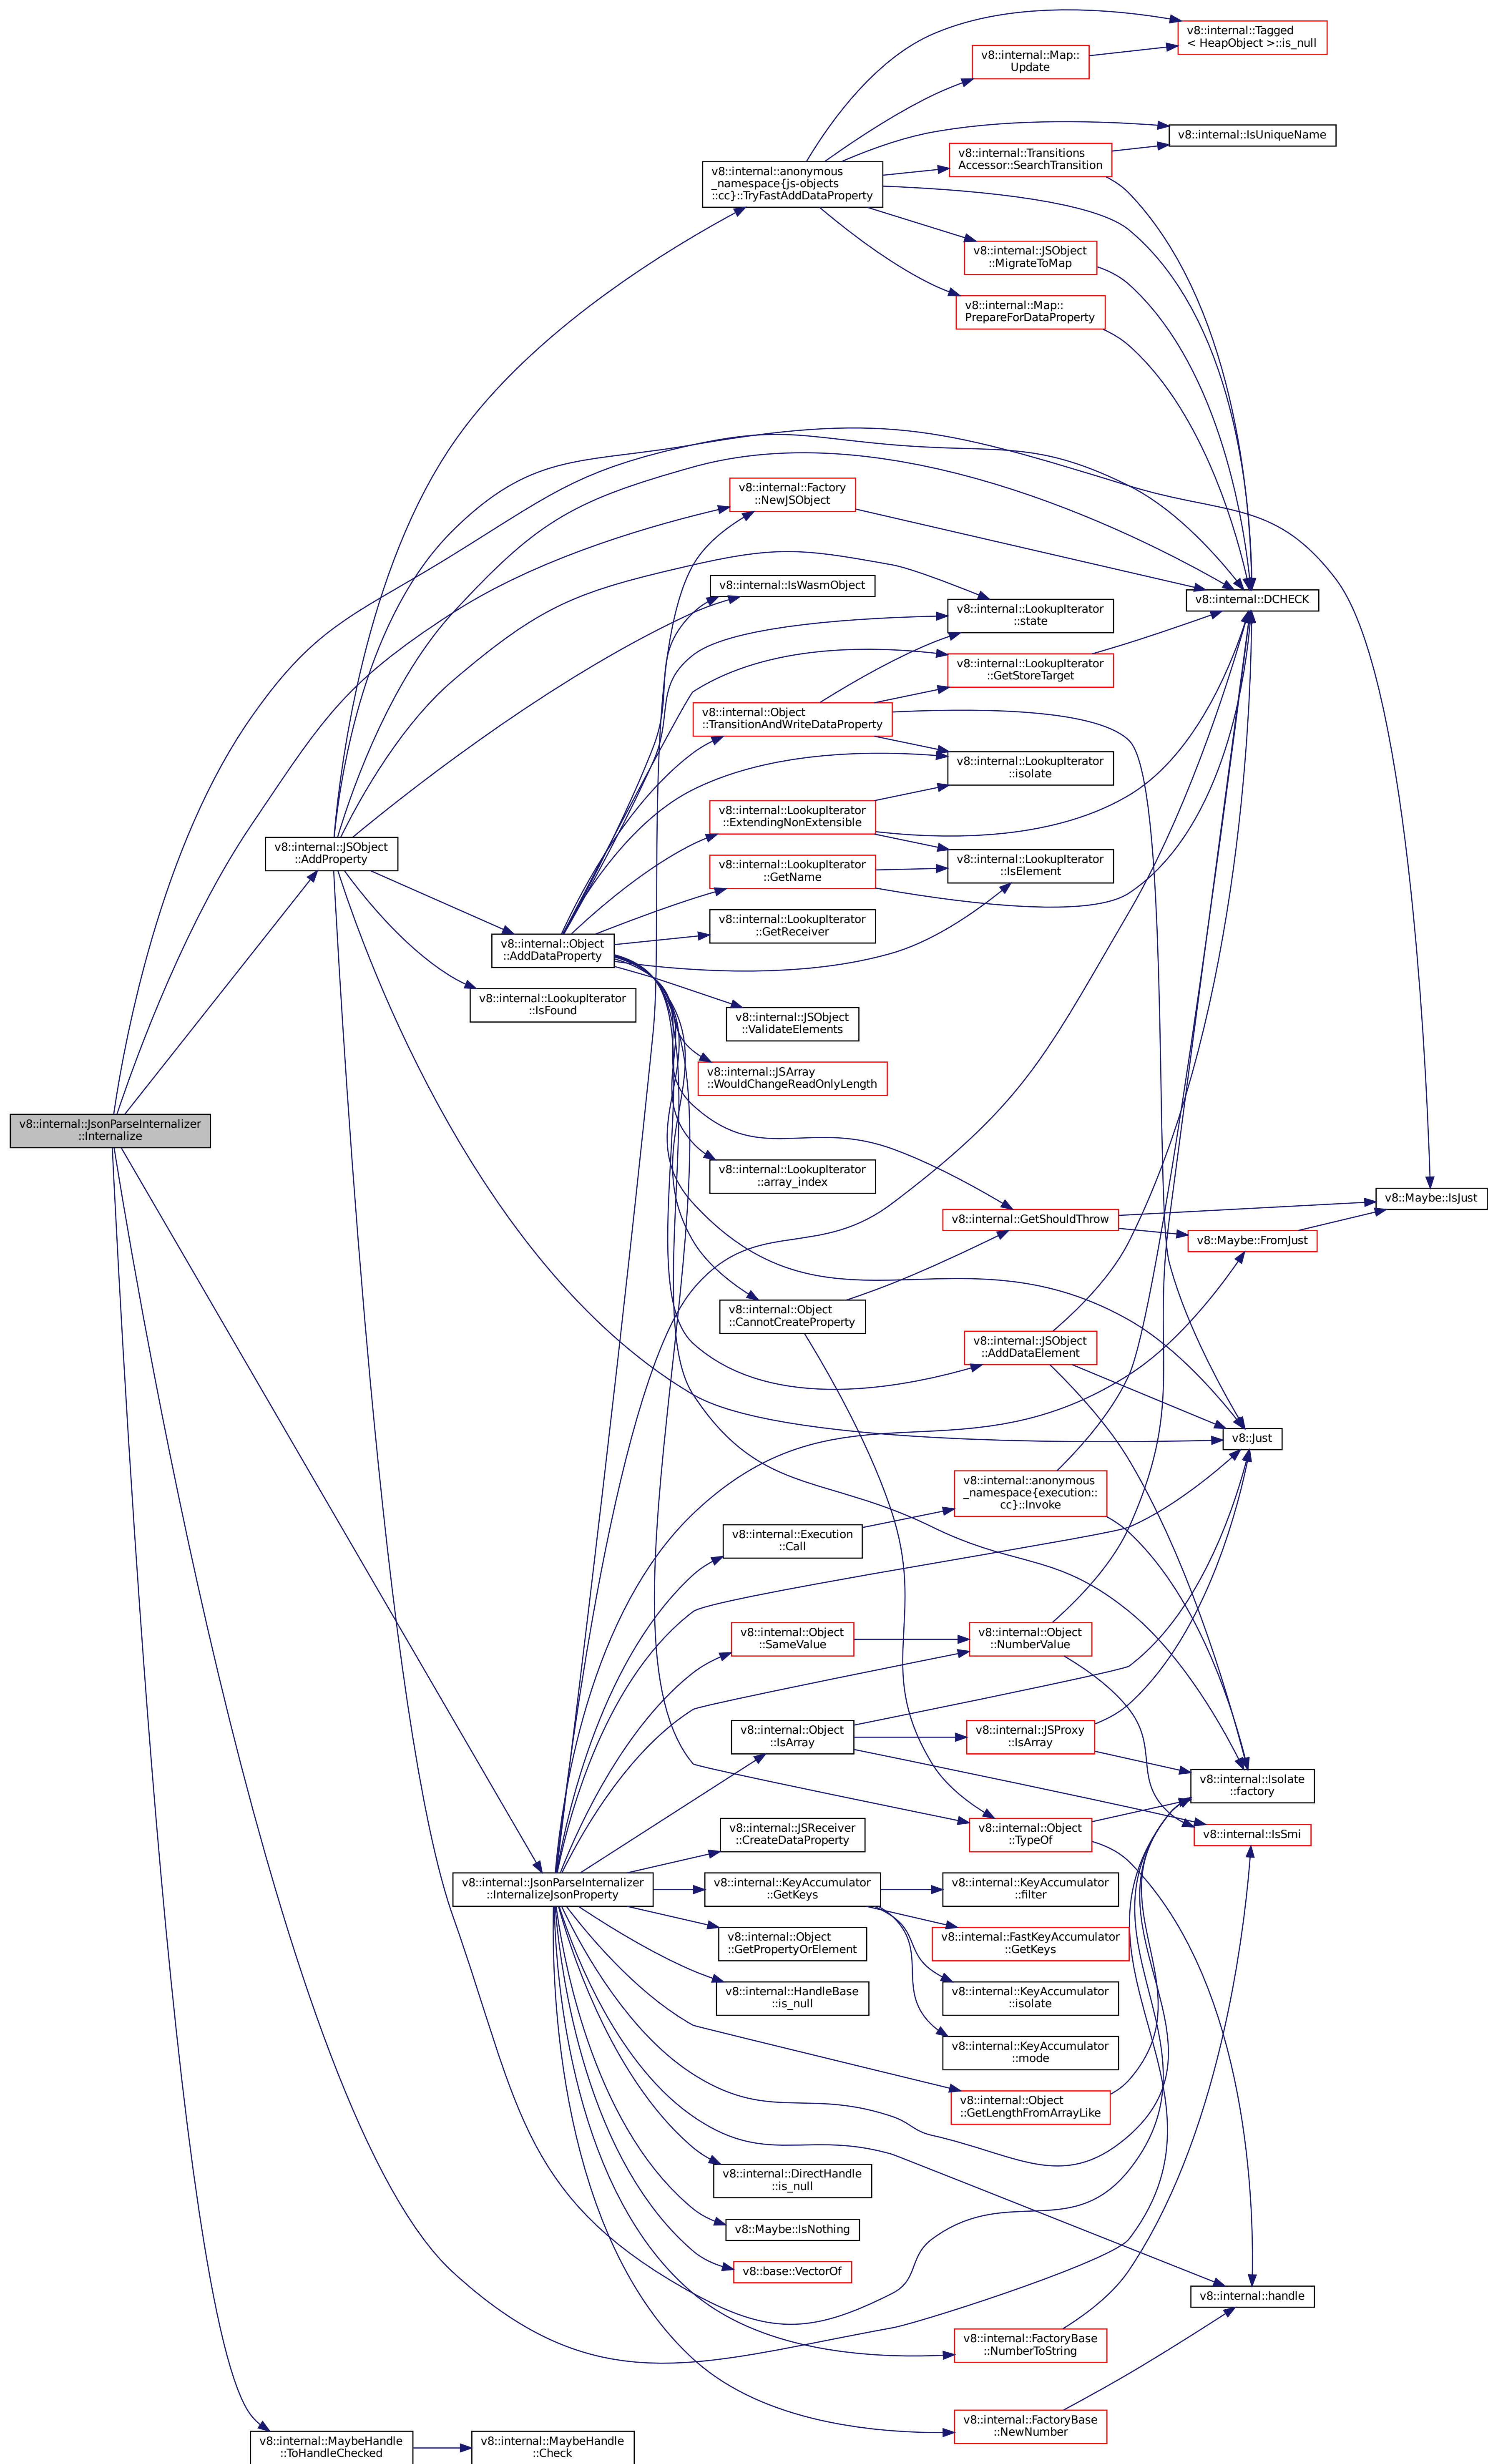 v8::internal::Tagged
< HeapObject >::is_null
v8::internal::Map::
Update
v8::internal::IsUniqueName
v8::internal::Transitions
Accessor::SearchTransition
v8::internal::anonymous
_namespace{js-objects
::cc}::TryFastAddDataProperty
v8::internal::JSObject
::MigrateToMap
v8::internal::Map::
PrepareForDataProperty
v8::internal::Factory
::NewJSObject
v8::internal::IsWasmObject
v8::internal::LookupIterator
::state
v8::internal::DCHECK
v8::internal::LookupIterator
::GetStoreTarget
v8::internal::Object
::TransitionAndWriteDataProperty
v8::internal::LookupIterator
::isolate
v8::internal::LookupIterator
::ExtendingNonExtensible
v8::internal::JSObject
::AddProperty
v8::internal::LookupIterator
::IsElement
v8::internal::LookupIterator
::GetName
v8::internal::LookupIterator
::GetReceiver
v8::internal::Object
::AddDataProperty
v8::internal::LookupIterator
::IsFound
v8::internal::JSObject
::ValidateElements
v8::internal::JSArray
::WouldChangeReadOnlyLength
v8::internal::JsonParseInternalizer
::Internalize
v8::internal::LookupIterator
::array_index
v8::Maybe::IsJust
v8::internal::GetShouldThrow
v8::Maybe::FromJust
v8::internal::Object
::CannotCreateProperty
v8::internal::JSObject
::AddDataElement
v8::Just
v8::internal::anonymous
_namespace{execution::
cc}::Invoke
v8::internal::Execution
::Call
v8::internal::Object
::SameValue
v8::internal::Object
::NumberValue
v8::internal::Object
::IsArray
v8::internal::JSProxy
::IsArray
v8::internal::Isolate
::factory
v8::internal::JSReceiver
::CreateDataProperty
v8::internal::Object
::TypeOf
v8::internal::IsSmi
v8::internal::JsonParseInternalizer
::InternalizeJsonProperty
v8::internal::KeyAccumulator
::GetKeys
v8::internal::KeyAccumulator
::filter
v8::internal::Object
::GetPropertyOrElement
v8::internal::FastKeyAccumulator
::GetKeys
v8::internal::HandleBase
::is_null
v8::internal::KeyAccumulator
::isolate
v8::internal::KeyAccumulator
::mode
v8::internal::Object
::GetLengthFromArrayLike
v8::internal::DirectHandle
::is_null
v8::Maybe::IsNothing
v8::base::VectorOf
v8::internal::handle
v8::internal::FactoryBase
::NumberToString
v8::internal::FactoryBase
::NewNumber
v8::internal::MaybeHandle
::ToHandleChecked
v8::internal::MaybeHandle
::Check